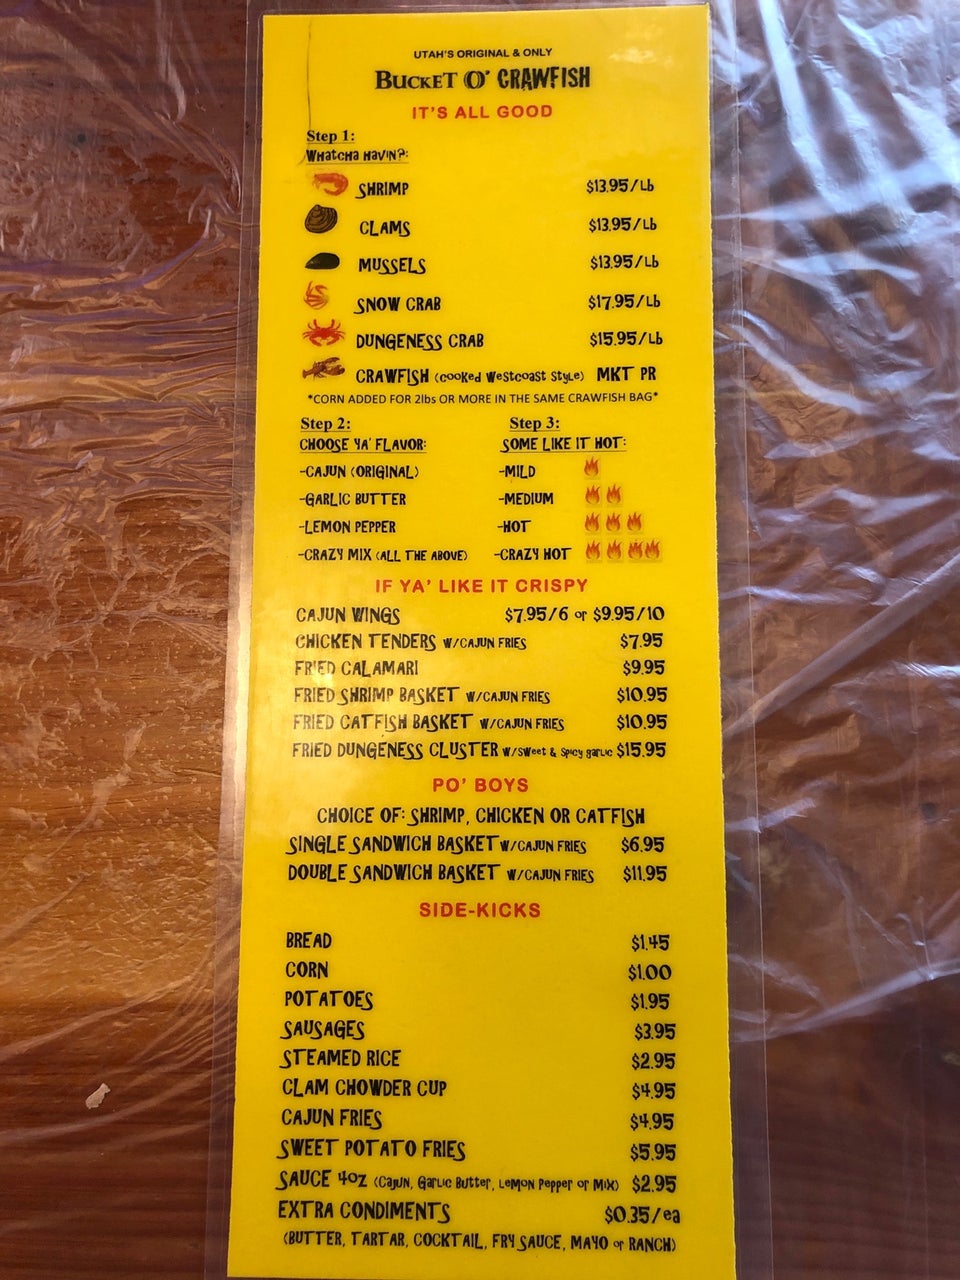 UTAH'S ORIGINAL & ONLY
BUCKET O' CRAWFISH
IT'S ALL GOOD
Step 1:
WHATCHA HAVIN?:
SHRIMP $13.95/Lb
CLAMS $13.95/Lb
MUSSELS $13.95/Lb
SNOW CRAB $17.95/Lb
DUNGENESS CRAB $15.95/Lb
CRAWFISH (COOKED WESTCOAST STYLE) MKT PR
*CORN ADDED FOR 2lbs OR MORE IN THE SAME CRAWFISH BAG*
Step 2: Step 3:
CHOOSE YA' FLAVOR: SOME LIKE IT HOT:
-CAJUN (ORIGINAL) -MILD
-GARLIC BUTTER -MEDIUM
-LEMON PEPPER -HOT
-CRAZY MIX (ALL THE ABOVE) -CRAZY HOT
IF YA' LIKE IT CRISPY
CAJUN WINGS $7.95/6 or $9.95/10
CHICKEN TENDERS W/CAJUN FRIES $7.95
FRIED CALAMARI $9.95
FRIED SHRIMP BASKET W/CAJUN FRIES $10.95
FRIED CATFISH BASKET W/CAJUN FRIES $10.95
FRIED DUNGENESS CLUSTER W/Sweet & Spicy garlic $15.95
PO' BOYS
CHOICE OF: SHRIMP, CHICKEN OR CATFISH
SINGLE SANDWICH BASKET W/CAJUN FRIES $6.95
DOUBLE SANDWICH BASKET W/CAJUN FRIES $11.95
SIDE-KICKS
BREAD $1.45
CORN $1.00
POTATOES $1.95
SAUSAGES $3.95
STEAMED RICE $2.95
CLAM CHOWDER CUP $4.95
CAJUN FRIES $4.95
SWEET POTATO FRIES $5.95
SAUCE 4OZ (Cajun, Garlic Butter, Lemon Pepper or Mix) $2.95
EXTRA CONDIMENTS $0.35/ea
(BUTTER, TARTAR, COCKTAIL, FRY SAUCE, MAYO or RANCH)